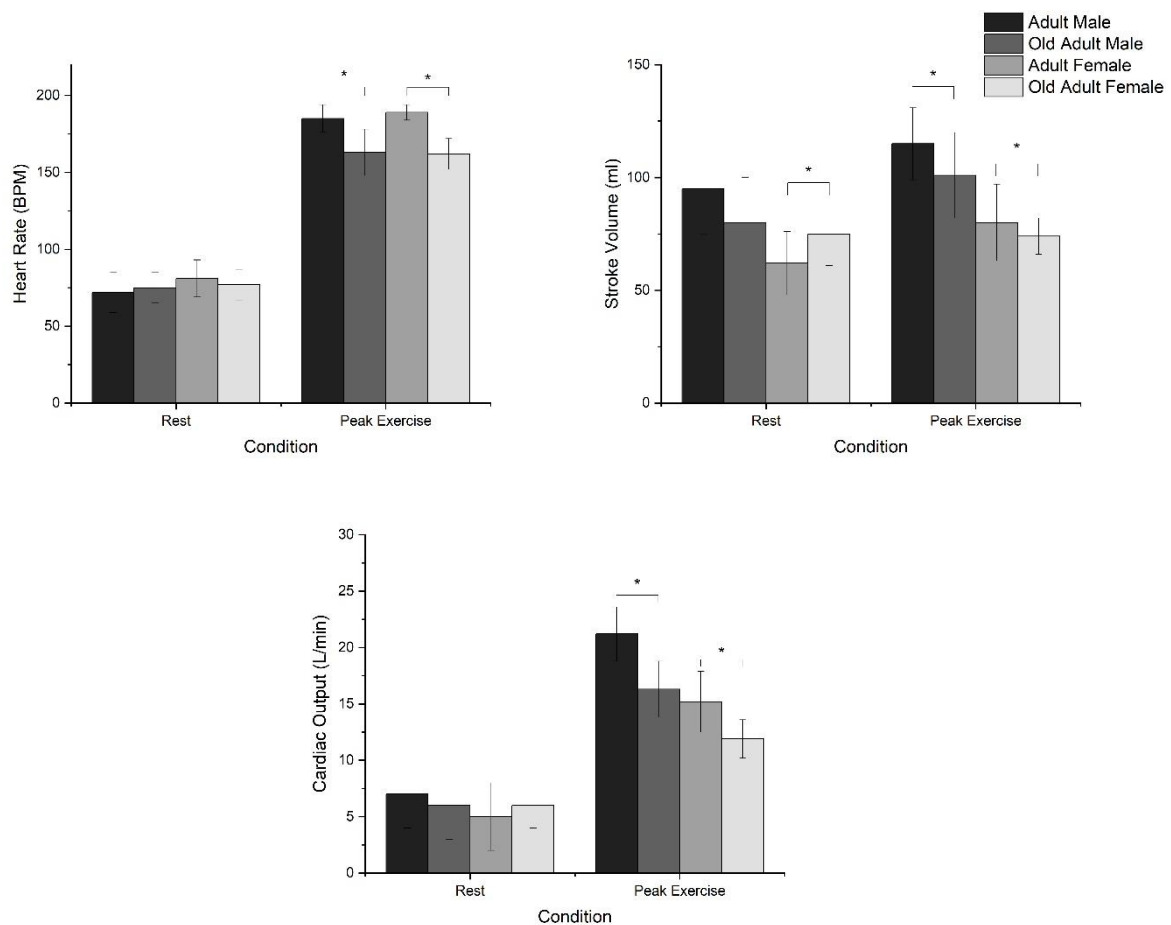 Adult Male
Old Adult Male
Adult Female
Old Adult Female
200
150
100
50
0
Heart Rate (BPM)
*
*
Rest
Peak Exercise
Condition
150
100
50
0
Stroke Volume (ml)
*
*
*
Rest
Peak Exercise
Condition
30
25
20
15
10
5
0
Cardiac Output (L/min)
*
*
Rest
Peak Exercise
Condition